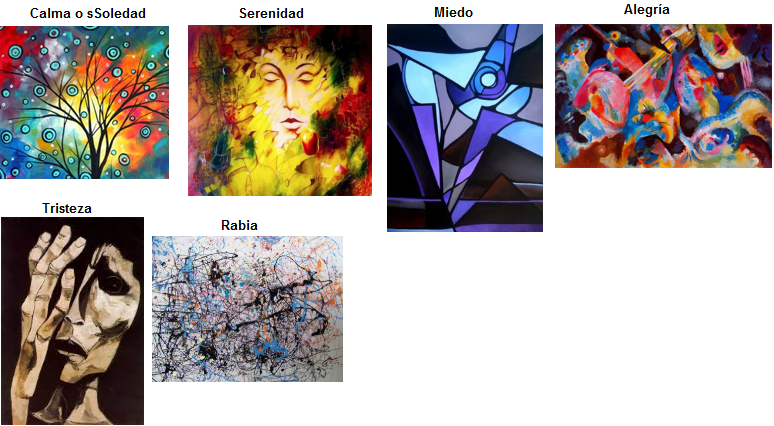 Calma o sSoledad
Serenidad
Miedo
Alegría
Tristeza
Rabia